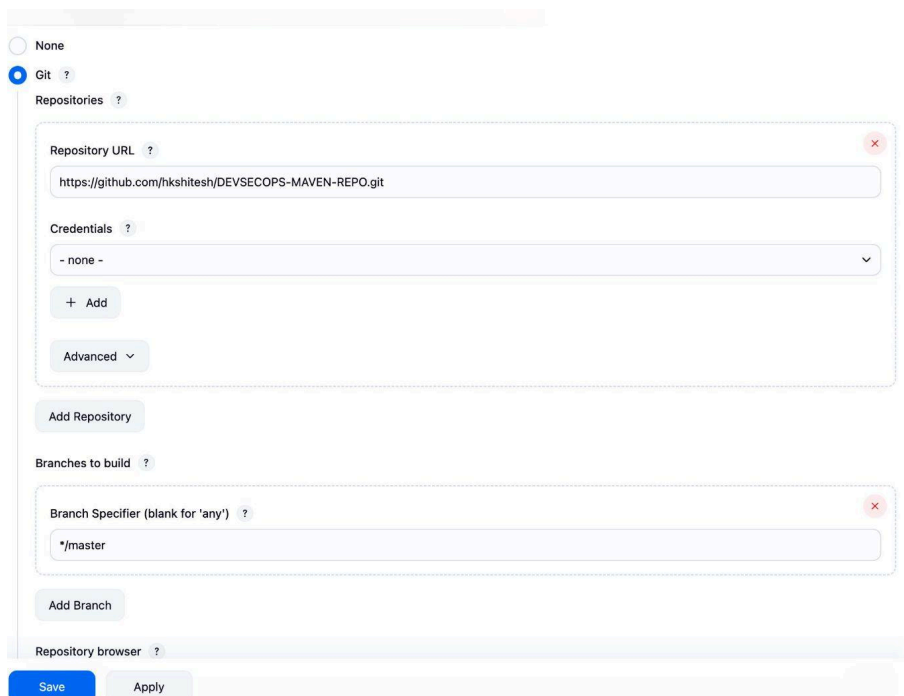 None
Git ?
Repositories ?
Repository URL ?
https://github.com/hkshitesh/DEVSECOPS-MAVEN-REPO.git
Credentials ?
- none -
+ Add
Advanced
Add Repository
Branches to build ?
Branch Specifier (blank for 'any') ?
*/master
Add Branch
Repository browser ?
Save Apply